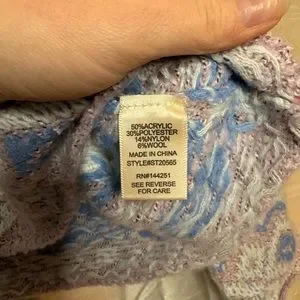 50%ACRYLIC
30%POLYESTER
14%NYLON
6%WOOL
MADE IN CHINA
STYLE#ST20565
RN#144251
SEE REVERSE
FOR CARE